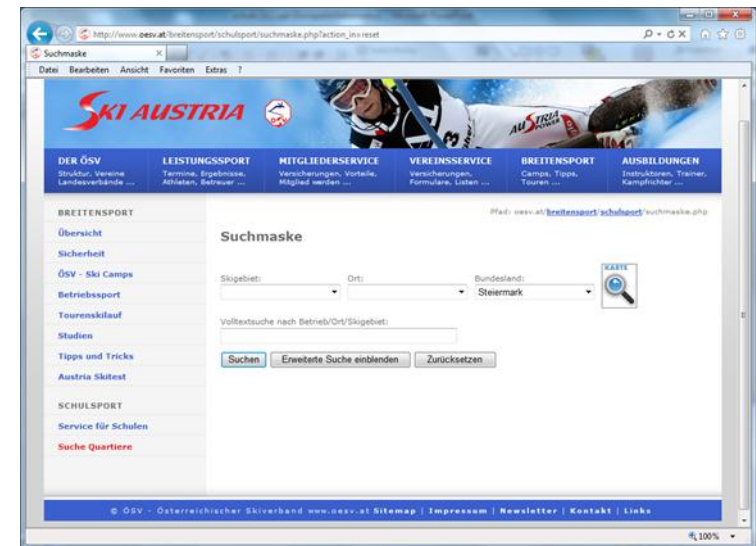 http://www.oesv.at/breitensport/schulsport/suchmaske.php?action_in=reset
Suchmaske
Datei Bearbeiten Ansicht Favoriten Extras ?
SKI AUSTRIA
AUSTRIA
POWER
DER ÖSV
Struktur, Vereine
Landesverbände ...
LEISTUNGSSPORT
Termine, Ergebnisse,
Athleten, Betreuer ...
MITGLIEDERSERVICE
Versicherungen, Vorteile,
Mitglied werden ...
VEREINSSERVICE
Versicherungen,
Formulare, Listen ...
BREITENSPORT
Camps, Tipps,
Touren ...
AUSBILDUNGEN
Instruktoren, Trainer,
Kampfrichter ...
BREITENSPORT
Übersicht
Sicherheit
ÖSV - Ski Camps
Betriebssport
Tourenskilauf
Studien
Tipps und Tricks
Austria Skitest
SCHULSPORT
Service für Schulen
Suche Quartiere
Pfad: oesv.at/breitensport/schulsport/suchmaske.php
Suchmaske
Skigebiet: Ort: Bundesland:
Steiermark
KARTE
Volltextsuche nach Betrieb/Ort/Skigebiet:
Suchen Erweiterte Suche einblenden Zurücksetzen
© ÖSV - Österreichischer Skiverband www.oesv.at Sitemap | Impressum | Newsletter | Kontakt | Links
100%